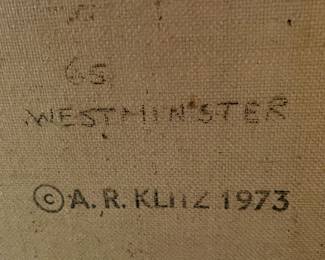 65
WESTMINSTER
© A. R. KLITZ 1973